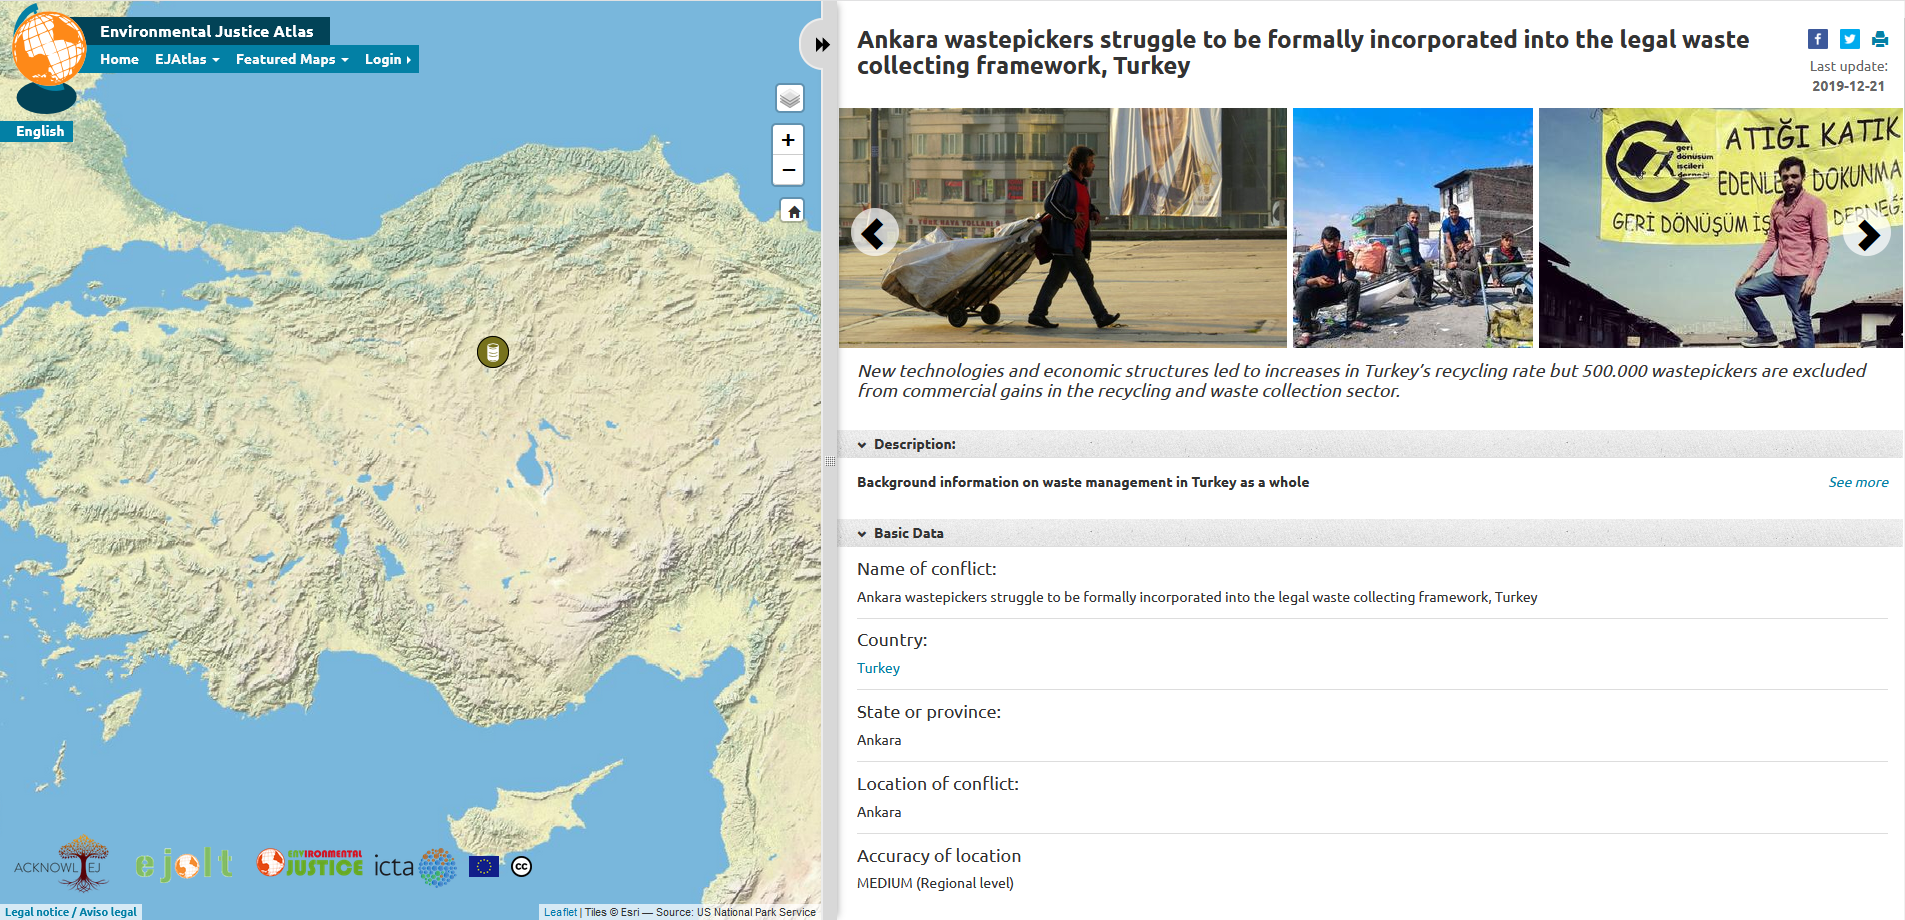 Environmental Justice Atlas
Home EJAtlas Featured Maps Login
English
Ankara wastepickers struggle to be formally incorporated into the legal waste
collecting framework, Turkey
Last update:
2019-12-21
TÜRK HAVA YOLLARI
geri
dönüşüm
işçileri
derneği
ATIĞI KATIK
EDENLE DOKUNMA
GERİ DÖNÜŞÜM İŞ DERNEĞİ
New technologies and economic structures led to increases in Turkey’s recycling rate but 500.000 wastepickers are excluded
from commercial gains in the recycling and waste collection sector.
Description:
Background information on waste management in Turkey as a whole
See more
Basic Data
Name of conflict:
Ankara wastepickers struggle to be formally incorporated into the legal waste collecting framework, Turkey
Country:
Turkey
State or province:
Ankara
Location of conflict:
Ankara
Accuracy of location
MEDIUM (Regional level)
ACKNOWLEJ
ejolt
ENVIRONMENTAL
JUSTICE
icta
cc
Legal notice / Aviso legal
Leaflet | Tiles © Esri — Source: US National Park Service